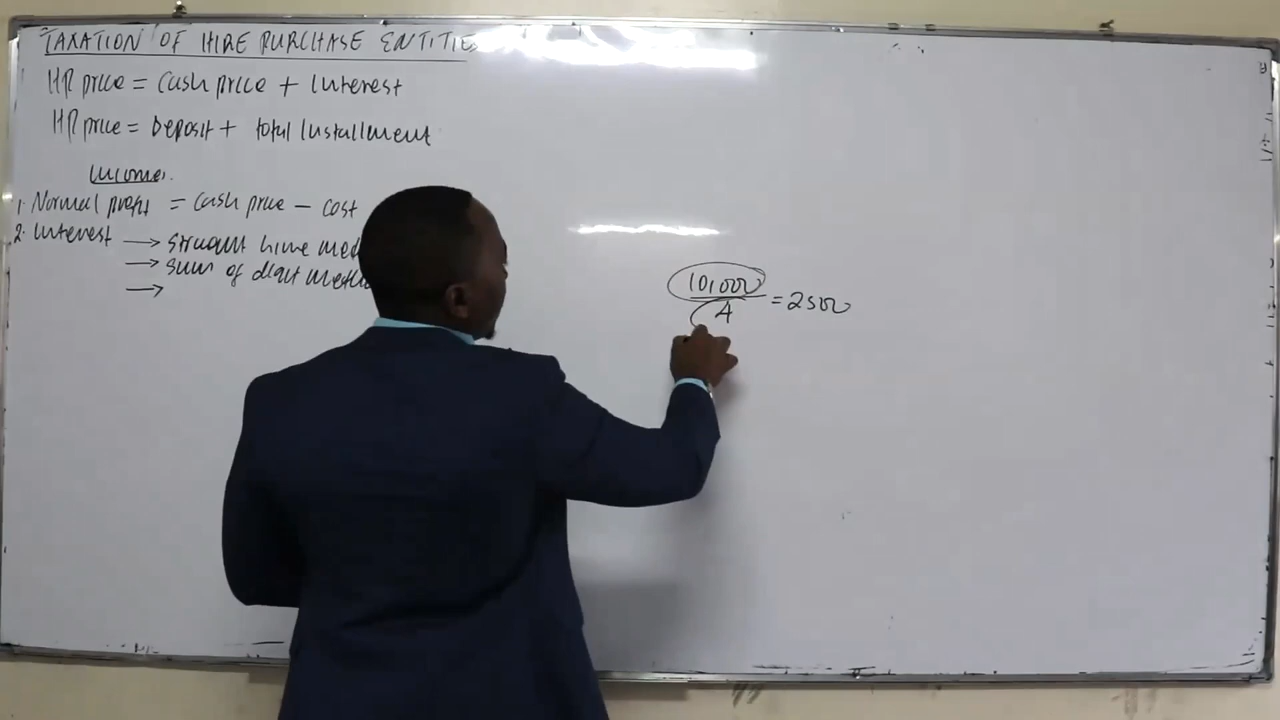 TAXATION OF HIRE PURCHASE ENTITIE
HP price = Cash price + Interest
HP price = Deposit + total Installment
Income.
1. Normal profit = Cash price - cost
2. Interest → straight line
→ Sum of digit
→
10,000
4
= 2500